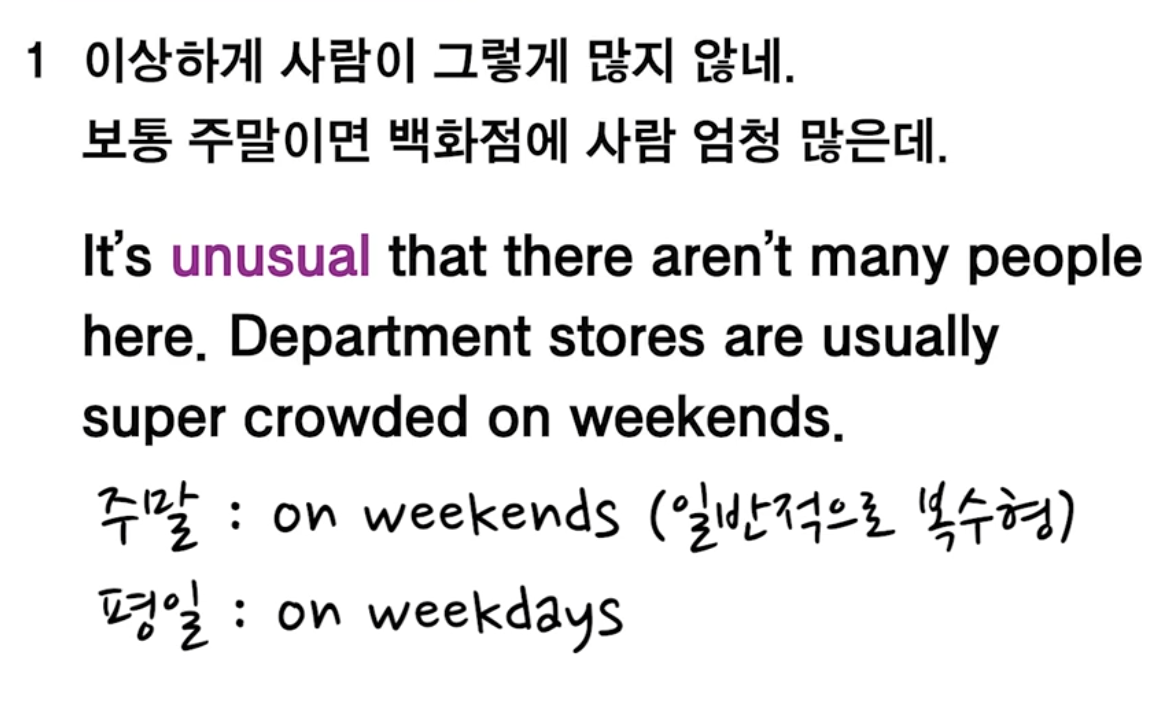 1 이상하게 사람이 그렇게 많지 않네.
보통 주말이면 백화점에 사람 엄청 많은데.
It's unusual that there aren't many people
here. Department stores are usually
super crowded on weekends.
주말 : on weekends (일반적으로 복수형)
평일 : on weekdays